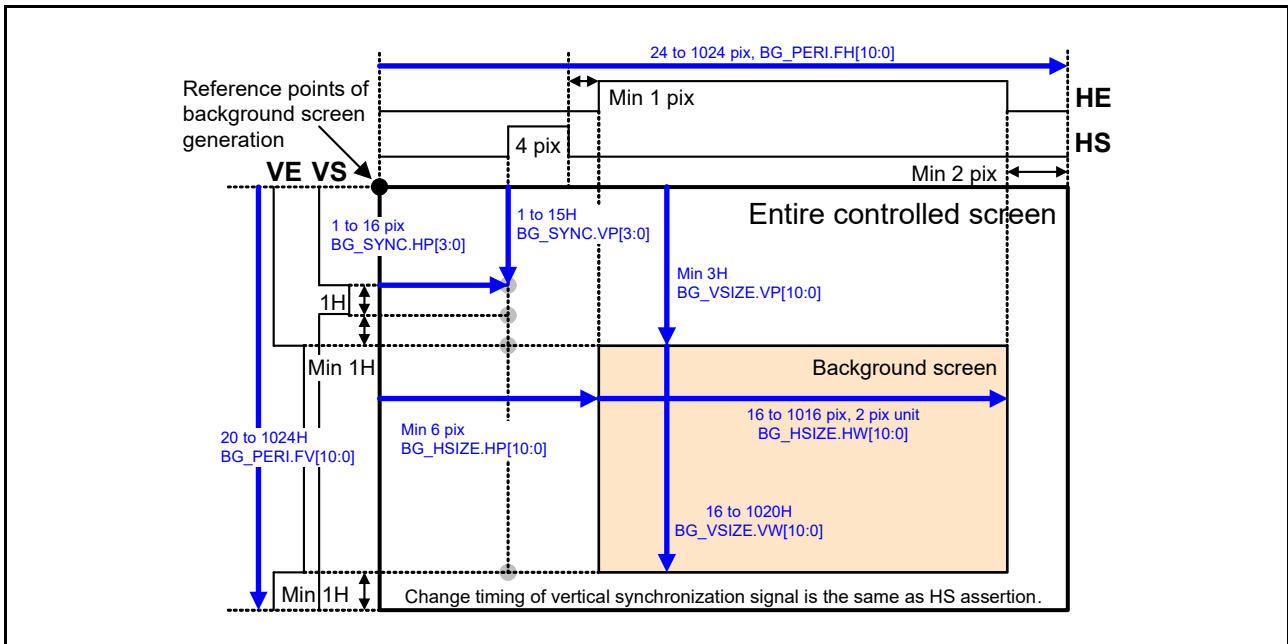 24 to 1024 pix, BG_PERI.FH[10:0]
Reference points of
background screen
generation
Min 1 pix
HE
4 pix
HS
VE VS
Min 2 pix
Entire controlled screen
1 to 16 pix
BG_SYNC.HP[3:0]
1 to 15H
BG_SYNC.VP[3:0]
Min 3H
BG_VSIZE.VP[10:0]
1H
Min 1H
Background screen
20 to 1024H
BG_PERI.FV[10:0]
Min 6 pix
BG_HSIZE.HP[10:0]
16 to 1016 pix, 2 pix unit
BG_HSIZE.HW[10:0]
16 to 1020H
BG_VSIZE.VW[10:0]
Min 1H
Change timing of vertical synchronization signal is the same as HS assertion.